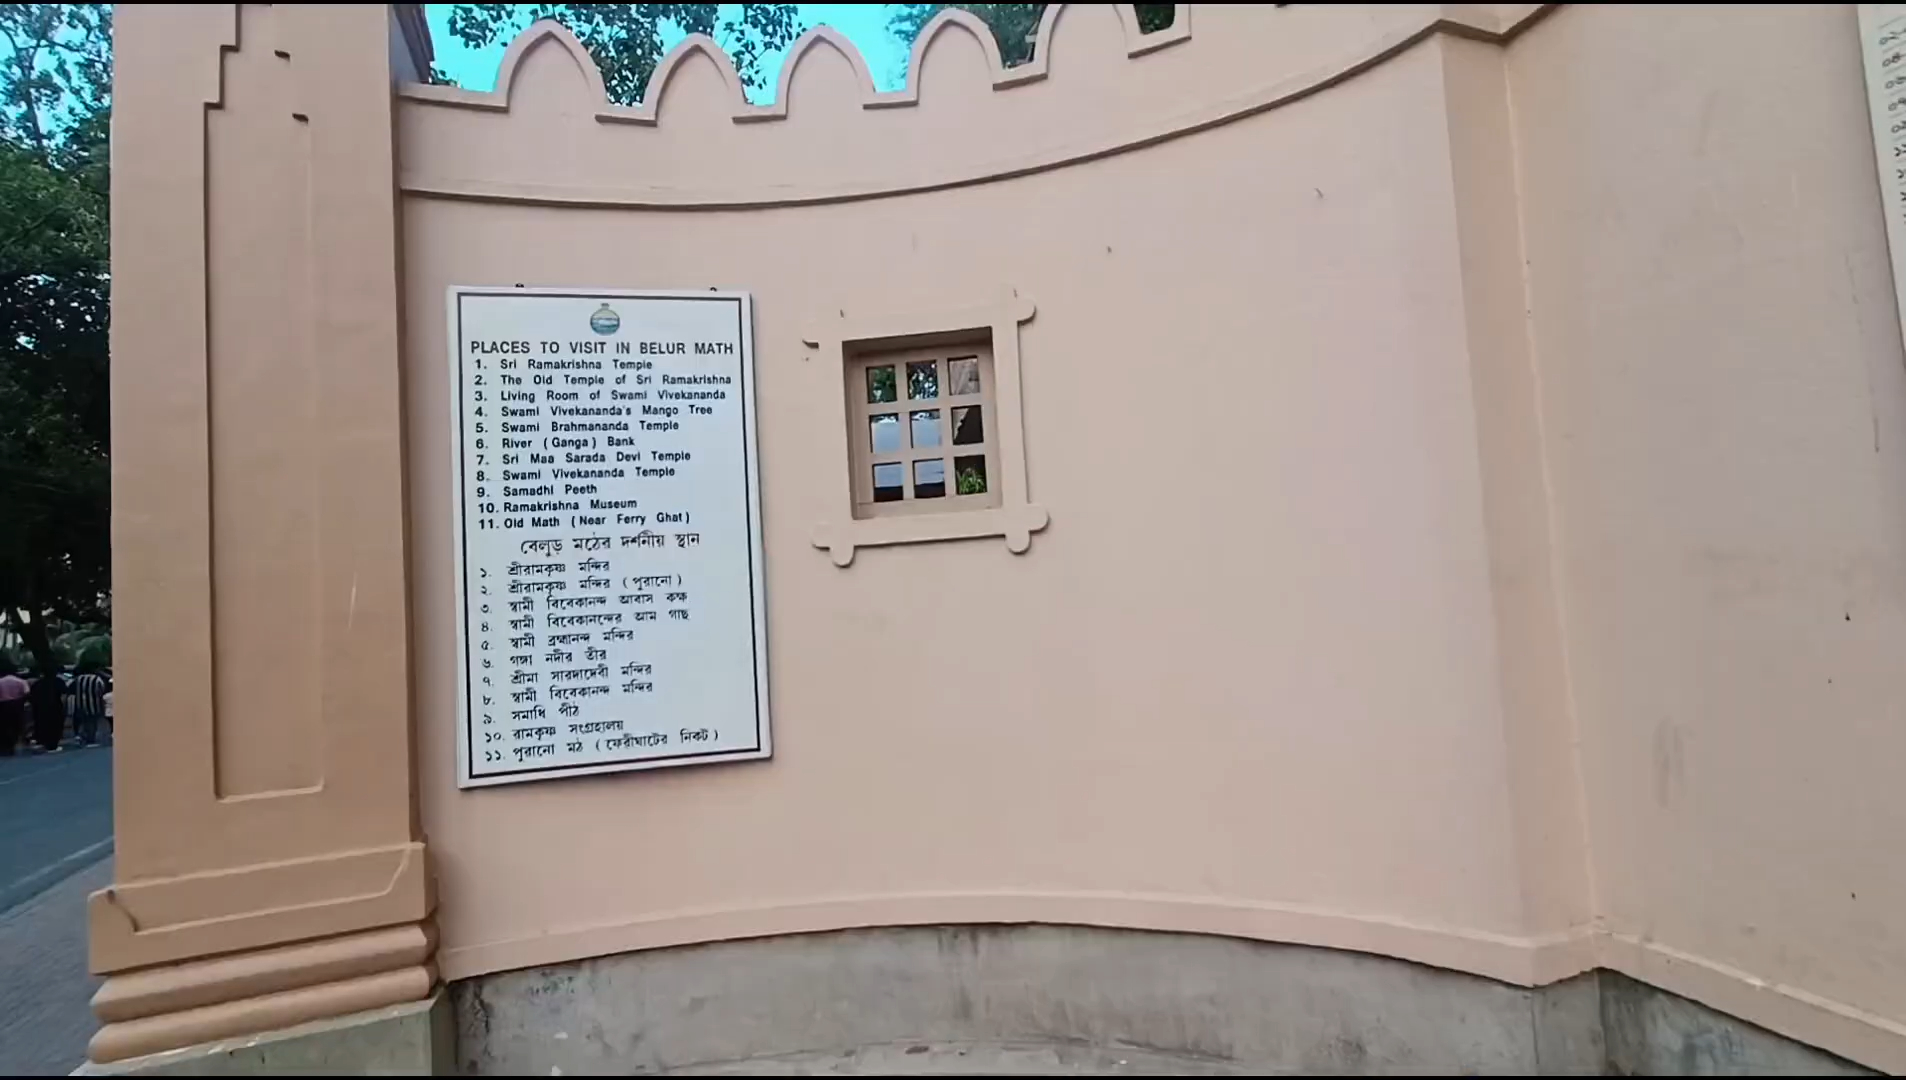 PLACES TO VISIT IN BELUR MATH
1. Sri Ramakrishna Temple
2. The Old Temple of Sri Ramakrishna
3. Living Room of Swami Vivekananda
4. Swami Vivekananda's Mango Tree
5. Swami Brahmananda Temple
6. River (Ganga) Bank
7. Sri Maa Sarada Devi Temple
8. Swami Vivekananda Temple
9. Samadhi Peeth
10. Ramakrishna Museum
11. Old Math (Near Ferry Ghat)
বেলুড় মঠের দর্শনীয় স্থান
১. শ্রীরামকৃষ্ণ মন্দির
২. শ্রীরামকৃষ্ণ মন্দির (পুরানো)
৩. স্বামী বিবেকানন্দ আবাস কক্ষ
৪. স্বামী বিবেকানন্দের আম গাছ
৫. স্বামী ব্রহ্মানন্দ মন্দির
৬. গঙ্গা নদীর তীর
৭. শ্রীমা সারদাদেবী মন্দির
৮. স্বামী বিবেকানন্দ মন্দির
৯. সমাধি পীঠ
১০. রামকৃষ্ণ সংগ্রহালয়
১১. পুরানো মঠ (ফেরীঘাটের নিকট)